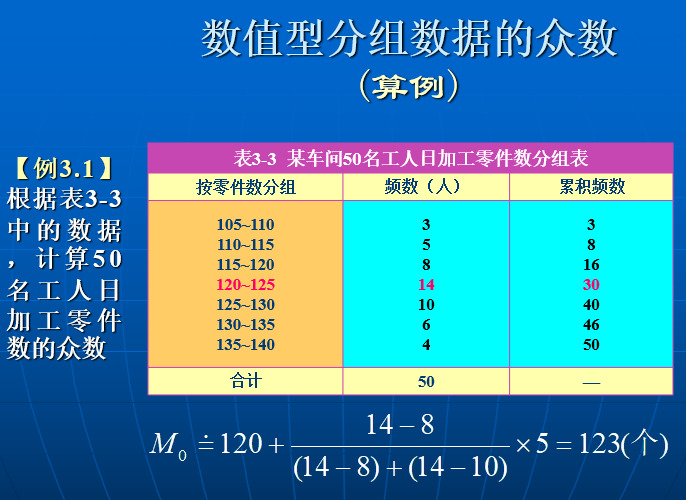 数值型分组数据的众数
(算例)
【例3.1】
根据表3-3
中的数据
，计算50
名工人日
加工零件
数的众数
表3-3 某车间50名工人日加工零件数分组表
按零件数分组 频数（人） 累积频数
105~110 3 3
110~115 5 8
115~120 8 16
120~125 14 30
125~130 10 40
130~135 6 46
135~140 4 50
合计 50 —
M₀ ≐ 120 + (14 − 8) / ((14 − 8) + (14 − 10)) × 5 = 123(个)